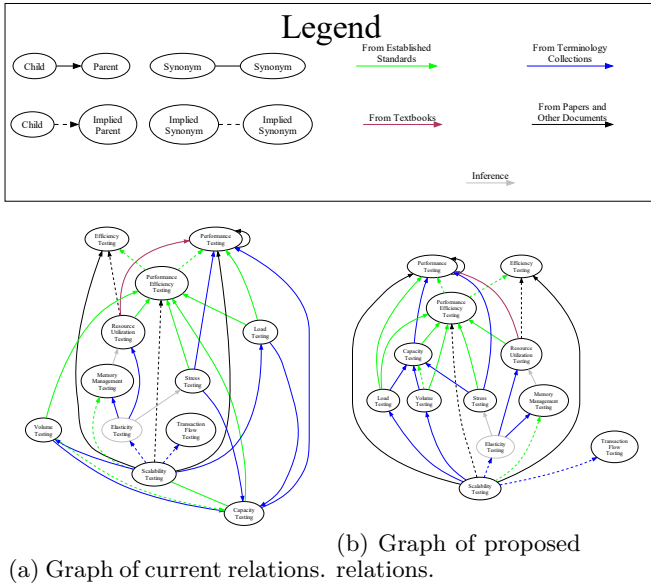 Legend
Child
Parent
Synonym
Synonym
From Established
Standards
From Terminology
Collections
Child
Implied
Parent
Implied
Synonym
Implied
Synonym
From Textbooks
From Papers and
Other Documents
Inference
Efficiency
Testing
Performance
Testing
Performance
Efficiency
Testing
Resource
Utilization Testing
Load
Testing
Memory
Management
Testing
Stress
Testing
Volume
Testing
Elasticity
Testing
Transaction
Flow Testing
Scalability
Testing
Capacity
Testing
(a) Graph of current relations.
Performance
Testing
Efficiency
Testing
Performance
Efficiency
Testing
Capacity
Testing
Resource
Utilization Testing
Load
Testing
Volume
Testing
Stress
Testing
Memory
Management Testing
Elasticity
Testing
Transaction
Flow Testing
Scalability
Testing
(b) Graph of proposed
relations.